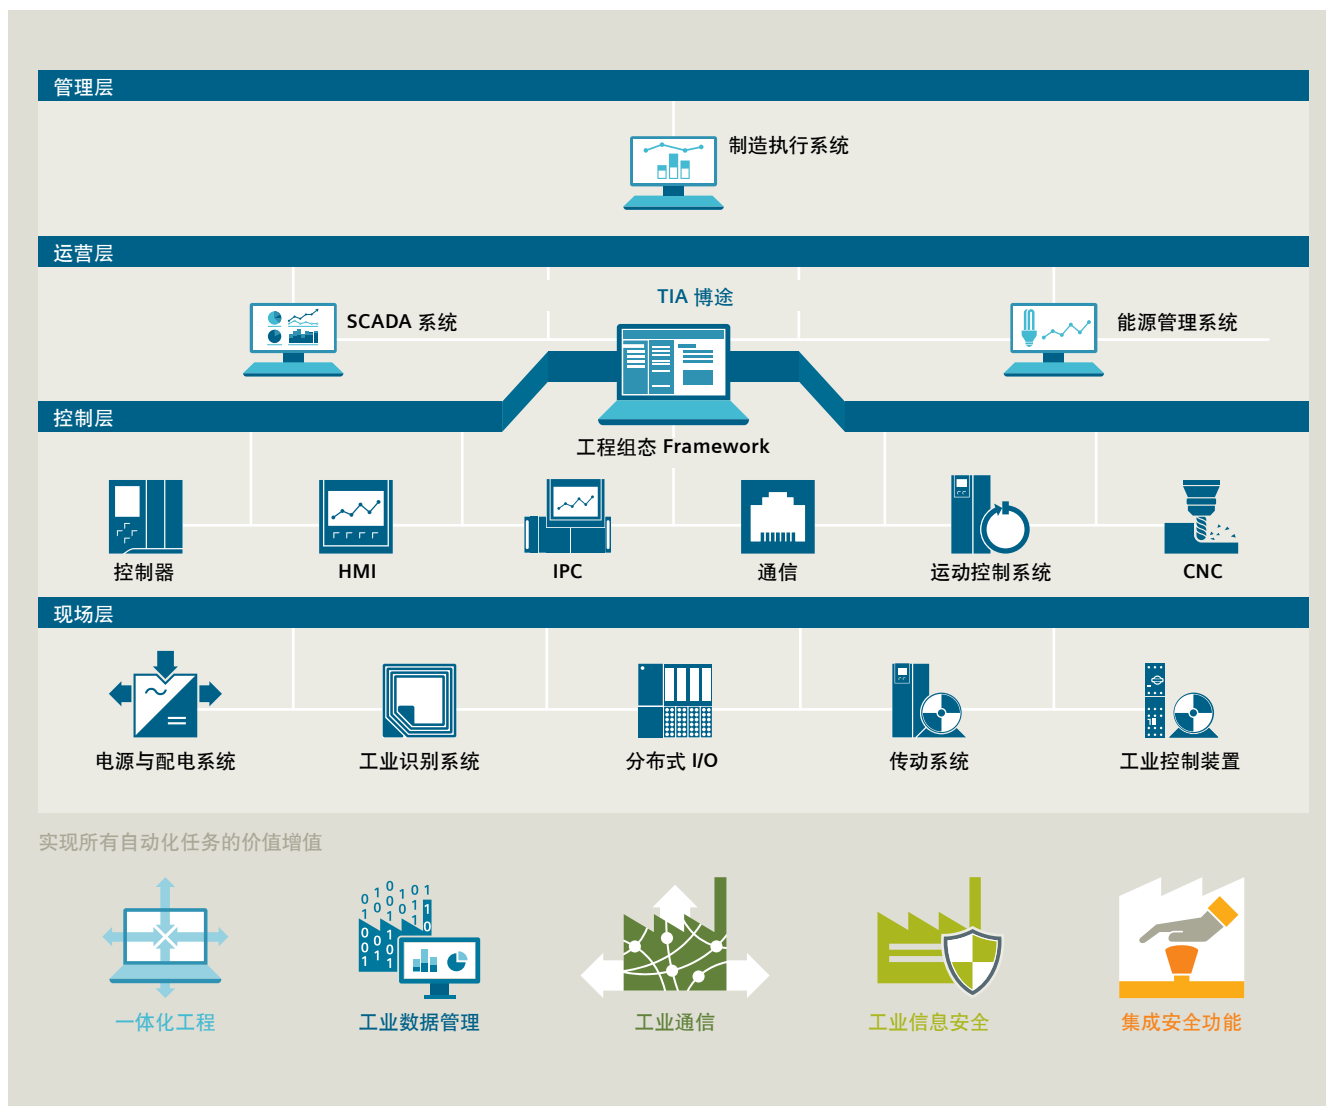 管理层
制造执行系统
运营层
TIA 博途
SCADA 系统
能源管理系统
控制层
工程组态 Framework
控制器
HMI
IPC
通信
运动控制系统
CNC
现场层
电源与配电系统
工业识别系统
分布式 I/O
传动系统
工业控制装置
实现所有自动化任务的价值增值
一体化工程
工业数据管理
工业通信
工业信息安全
集成安全功能